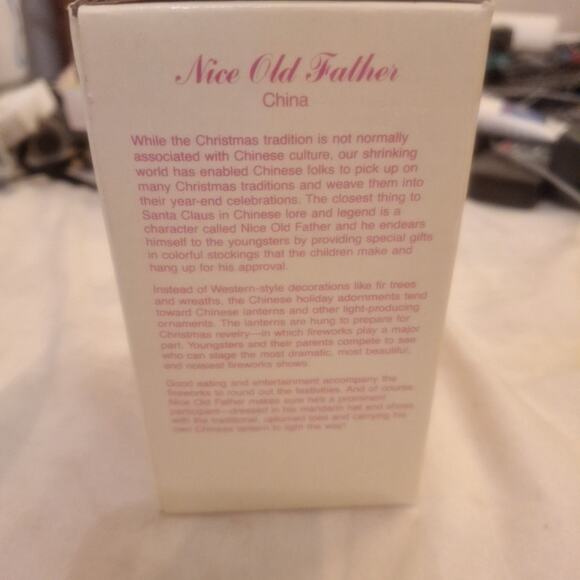 Nice Old Father
China
While the Christmas tradition is not normally
associated with Chinese culture, our shrinking
world has enabled Chinese folks to pick up on
many Christmas traditions and weave them into
their year-end celebrations. The closest thing to
Santa Claus in Chinese lore and legend is a
character called Nice Old Father and he endears
himself to the youngsters by providing special gifts
in colorful stockings that the children make and
hang up for his approval.
Instead of Western-style decorations like fir trees
and wreaths, the Chinese holiday adornments tend
toward Chinese lanterns and other light-producing
ornaments. The lanterns are hung to prepare for
Christmas revelry—in which fireworks play a major
part. Youngsters and their parents compete to see
who can stage the most dramatic, most beautiful,
and noisiest fireworks shows.
Good eating and entertainment accompany the
fireworks to round out the festivities. And of course,
Nice Old Father makes sure he's a prominent
participant—dressed in his mandarin hat and shoes
with the traditional, upturned toes and carrying his
own Chinese lantern to light the way!